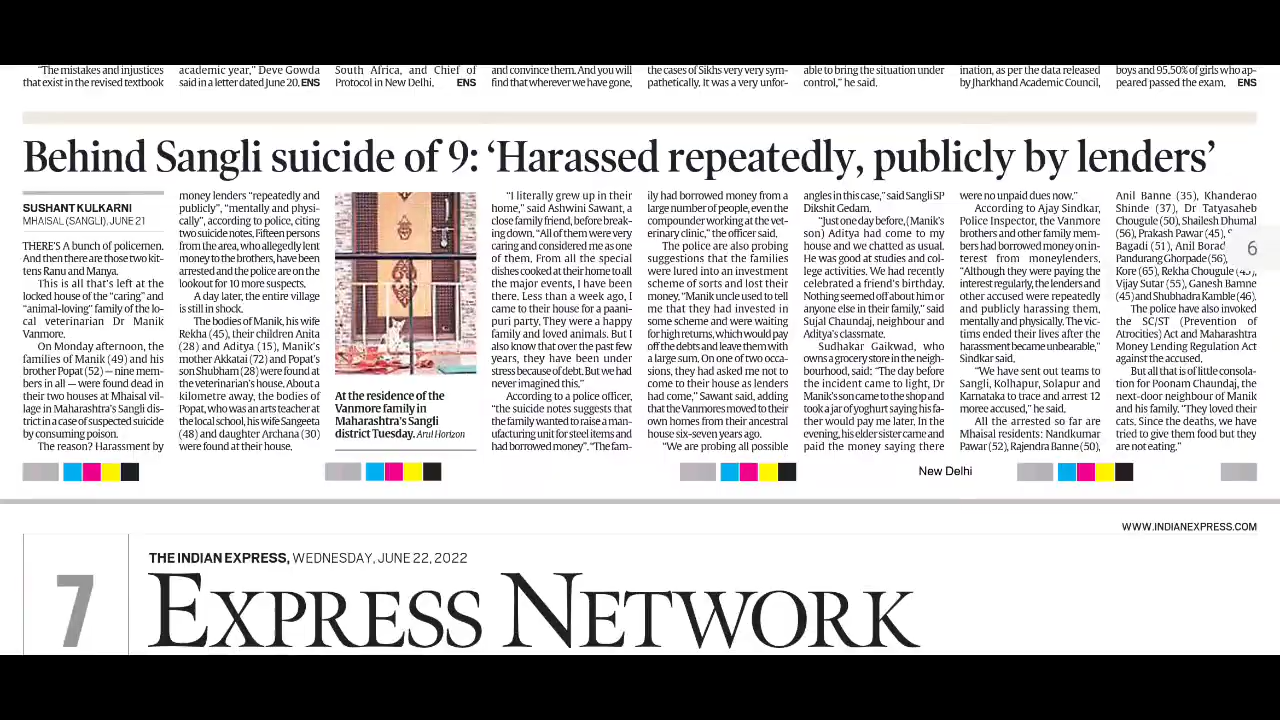 "The mistakes and injustices
that exist in the revised textbook
academic year," Deve Gowda
said in a letter dated June 20. ENS
South Africa, and Chief of
Protocol in New Delhi. ENS
and convince them. And you will
find that wherever we have gone,
the cases of Sikhs very very sym-
pathetically. It was a very unfor-
able to bring the situation under
control," he said.
ination, as per the data released
by Jharkhand Academic Council,
boys and 95.50% of girls who ap-
peared passed the exam. ENS
Behind Sangli suicide of 9: 'Harassed repeatedly, publicly by lenders'
SUSHANT KULKARNI
MHAISAL (SANGLI), JUNE 21
THERE'S A bunch of policemen.
And then there are those two kit-
tens Ranu and Manya.
This is all that's left at the
locked house of the "caring" and
"animal-loving" family of the lo-
cal veterinarian Dr Manik
Vanmore.
On Monday afternoon, the
families of Manik (49) and his
brother Popat (52) — nine mem-
bers in all — were found dead in
their two houses at Mhaisal vil-
lage in Maharashtra's Sangli dis-
trict in a case of suspected suicide
by consuming poison.
The reason? Harassment by
money lenders "repeatedly and
publicly", "mentally and physi-
cally", according to police, citing
two suicide notes. Fifteen persons
from the area, who allegedly lent
money to the brothers, have been
arrested and the police are on the
lookout for 10 more suspects.
A day later, the entire village
is still in shock.
The bodies of Manik, his wife
Rekha (45), their children Anita
(28) and Aditya (15), Manik's
mother Akkatai (72) and Popat's
son Shubham (28) were found at
the veterinarian's house. About a
kilometre away, the bodies of
Popat, who was an arts teacher at
the local school, his wife Sangeeta
(48) and daughter Archana (30)
were found at their house.
At the residence of the
Vanmore family in
Maharashtra's Sangli
district Tuesday. Arul Horizon
"I literally grew up in their
home," said Ashwini Sawant, a
close family friend, before break-
ing down. "All of them were very
caring and considered me as one
of them. From all the special
dishes cooked at their home to all
the major events, I have been
there. Less than a week ago, I
came to their house for a paani-
puri party. They were a happy
family and loved animals. But I
also know that over the past few
years, they have been under
stress because of debt. But we had
never imagined this."
According to a police officer,
"the suicide notes suggests that
the family wanted to raise a man-
ufacturing unit for steel items and
had borrowed money". "The fam-
ily had borrowed money from a
large number of people, even the
compounder working at the vet-
erinary clinic," the officer said.
The police are also probing
suggestions that the families
were lured into an investment
scheme of sorts and lost their
money. "Manik uncle used to tell
me that they had invested in
some scheme and were waiting
for high returns, which would pay
off the debts and leave them with
a large sum. On one of two occa-
sions, they had asked me not to
come to their house as lenders
had come," Sawant said, adding
that the Vanmores moved to their
own homes from their ancestral
house six-seven years ago.
"We are probing all possible
angles in this case," said Sangli SP
Dikshit Gedam.
"Just one day before, (Manik's
son) Aditya had come to my
house and we chatted as usual.
He was good at studies and col-
lege activities. We had recently
celebrated a friend's birthday.
Nothing seemed off about him or
anyone else in their family," said
Sujal Chaundaj, neighbour and
Aditya's classmate.
Sudhakar Gaikwad, who
owns a grocery store in the neigh-
bourhood, said: "The day before
the incident came to light, Dr
Manik's son came to the shop and
took a jar of yoghurt saying his fa-
ther would pay me later. In the
evening, his elder sister came and
paid the money saying there
were no unpaid dues now."
According to Ajay Sindkar,
Police Inspector, the Vanmore
brothers and other family mem-
bers had borrowed money on in-
terest from moneylenders.
"Although they were paying the
interest regularly, the lenders and
other accused were repeatedly
and publicly harassing them,
mentally and physically. The vic-
tims ended their lives after the
harassment became unbearable,"
Sindkar said.
"We have sent out teams to
Sangli, Kolhapur, Solapur and
Karnataka to trace and arrest 12
moree accused," he said.
All the arrested so far are
Mhaisal residents: Nandkumar
Pawar (52), Rajendra Banne (50),
Anil Banne (35), Khanderao
Shinde (37), Dr Tatyasaheb
Chougule (50), Shailesh Dhumal
(56), Prakash Pawar (45),
Bagadi (51), Anil
Pandurang Ghorpade (56),
Kore (65), Rekha Chougule
Vijay Sutar (55), Ganesh Bamne
(45) and Shubhadra Kamble (46).
The police have also invoked
the SC/ST (Prevention of
Atrocities) Act and Maharashtra
Money Lending Regulation Act
against the accused.
But all that is of little consola-
tion for Poonam Chaundaj, the
next-door neighbour of Manik
and his family. "They loved their
cats. Since the deaths, we have
tried to give them food but they
are not eating."
6
New Delhi
WWW.INDIANEXPRESS.COM
7
THE INDIAN EXPRESS, WEDNESDAY, JUNE 22, 2022
EXPRESS NETWORK